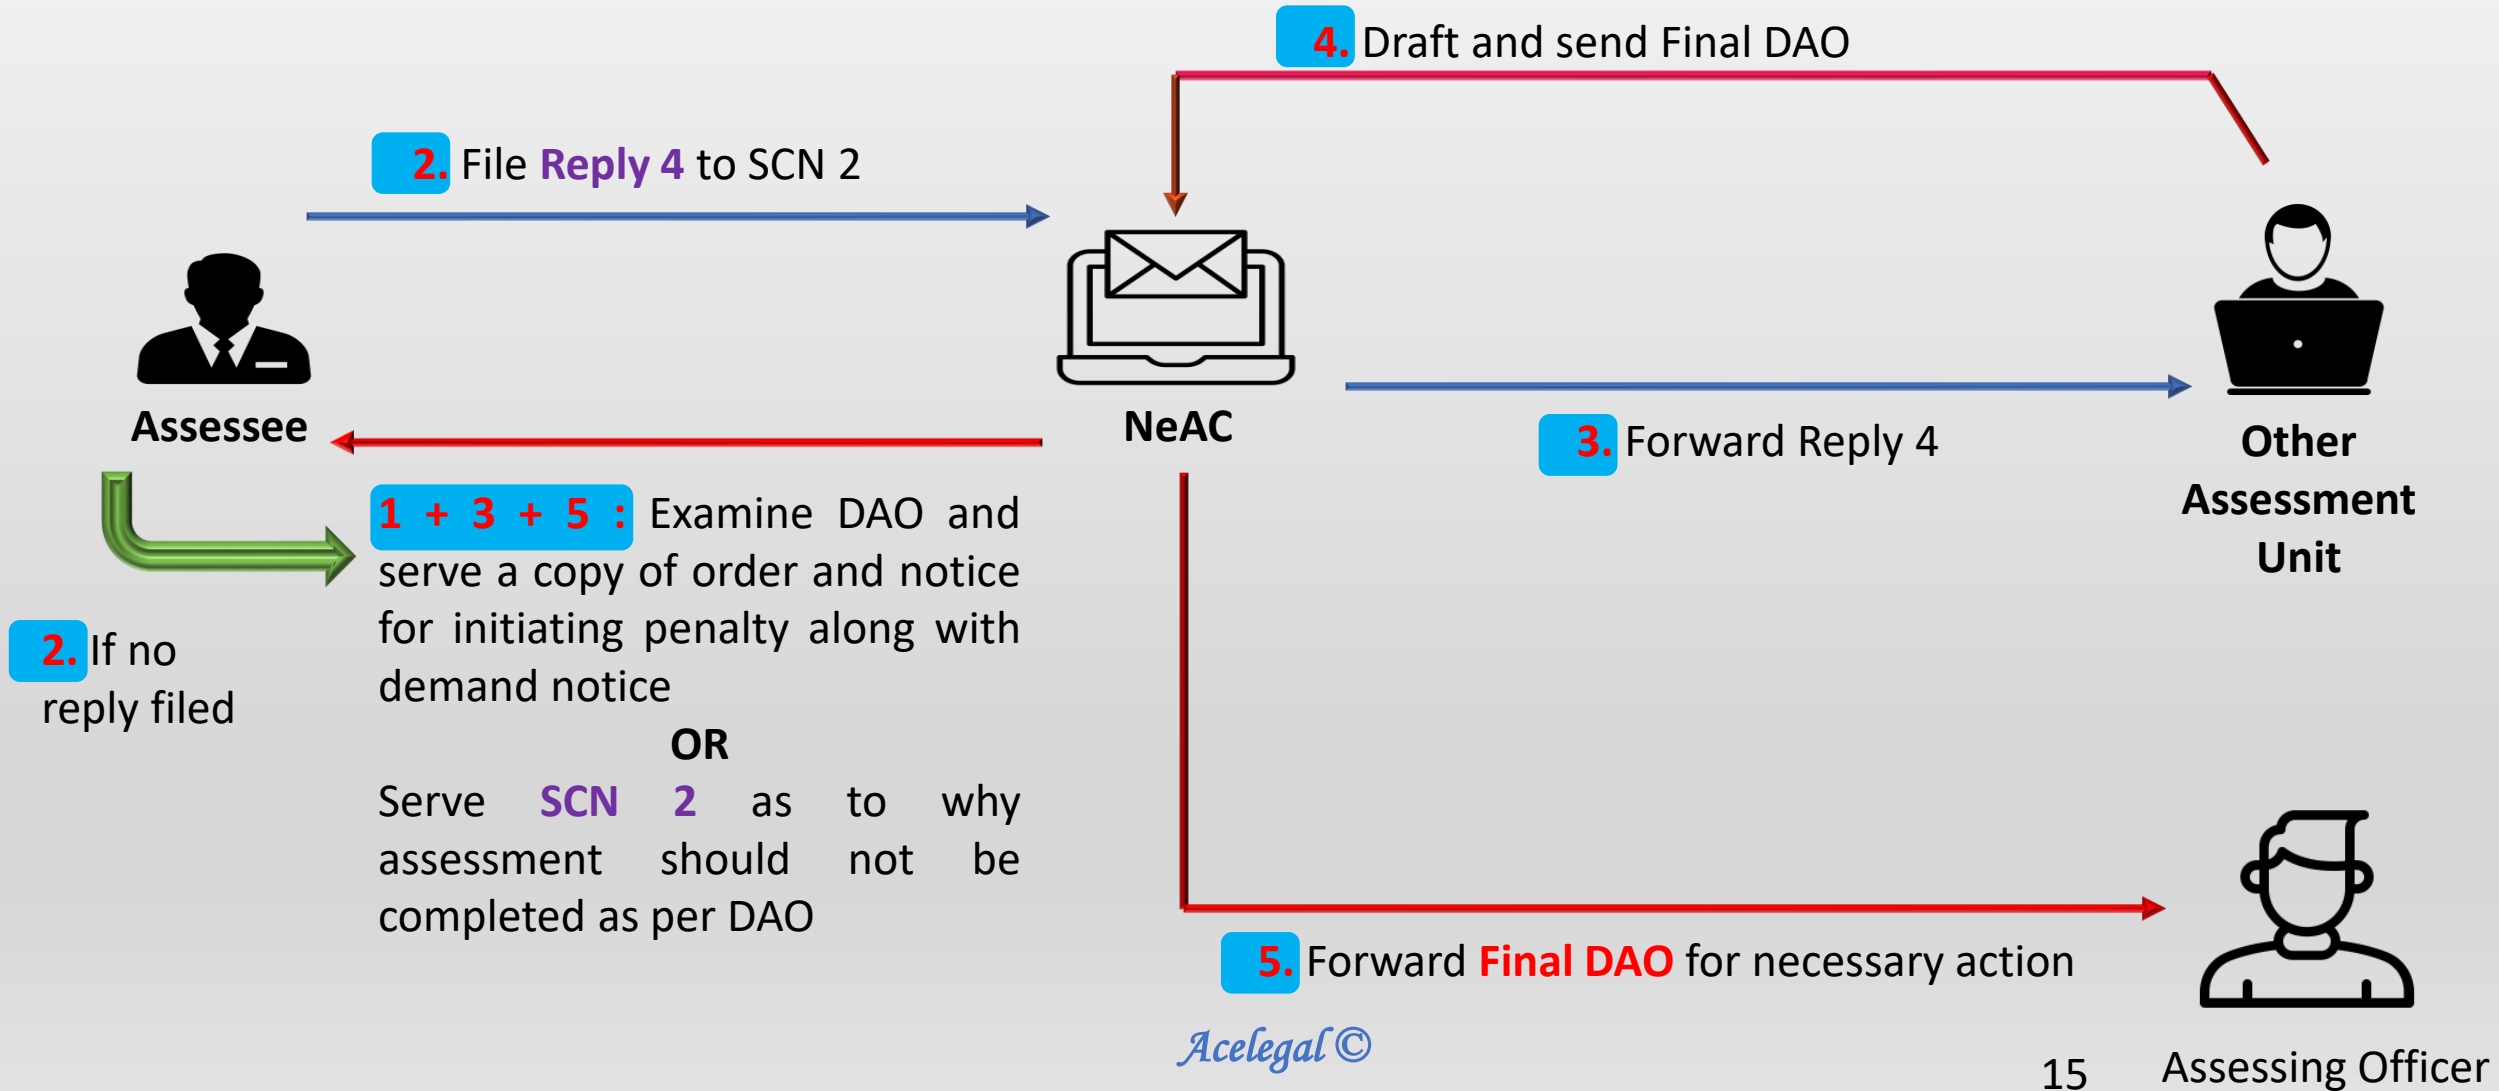 4. Draft and send Final DAO
2. File Reply 4 to SCN 2
Assessee
NeAC
3. Forward Reply 4
Other
Assessment
Unit
1 + 3 + 5 : Examine DAO and
serve a copy of order and notice
for initiating penalty along with
demand notice
OR
Serve SCN 2 as to why
assessment should not be
completed as per DAO
2. If no
reply filed
5. Forward Final DAO for necessary action
Acelegal ©
15
Assessing Officer